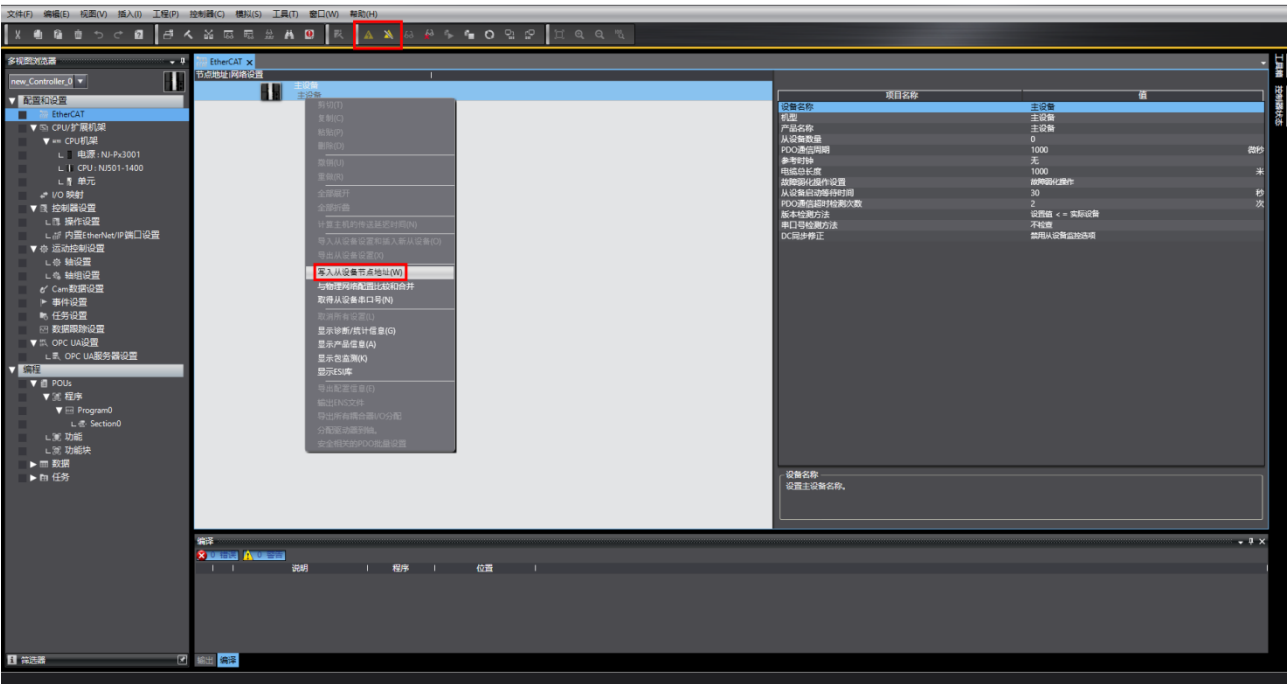 文件(F) 编辑(E) 视图(V) 插入(I) 工程(P) 控制器(C) 模拟(S) 工具(T) 窗口(W) 帮助(H)
多视图浏览器
new_Controller_0
配置和设置
EtherCAT
CPU/扩展机架
CPU机架
电源 : NJ-Px3001
CPU : NJ501-1400
单元
I/O 映射
控制器设置
操作设置
内置EtherNet/IP端口设置
运动控制设置
轴设置
轴组设置
Cam数据设置
事件设置
任务设置
数据跟踪设置
OPC UA设置
OPC UA服务器设置
编程
POUs
程序
Program0
Section0
功能
功能块
数据
任务
筛选器
EtherCAT
节点地址|网络设置
主设备
主设备
剪切(T)
复制(C)
粘贴(P)
删除(D)
撤销(U)
重做(R)
全部展开
全部折叠
计算主机的传送延迟时间(N)
导入从设备设置和插入新从设备(O)
导出从设备设置(X)
写入从设备节点地址(W)
与物理网络配置比较和合并
取得从设备串口号(N)
取消所有设置(L)
显示诊断/统计信息(G)
显示产品信息(A)
显示包监测(K)
显示ESI库
导出配置信息(E)
输出ENS文件
导出所有耦合器I/O分配
分配驱动器到轴。
安全相关的PDO批量设置
项目名称 值
设备名称 主设备
机型 主设备
产品名称 主设备
从设备数量 0
PDO通信周期 1000 微秒
参考时钟 无
电缆总长度 1000 米
故障弱化操作设置 故障弱化操作
从设备启动等待时间 30 秒
PDO通信超时检测次数 2 次
版本检测方法 设置值 <= 实际设备
串口号检测方法 不检查
DC同步修正 禁用从设备监控选项
设备名称
设置主设备名称。
工具箱
控制器状态
编译
0 错误 0 警告
说明 程序 位置
输出 编译